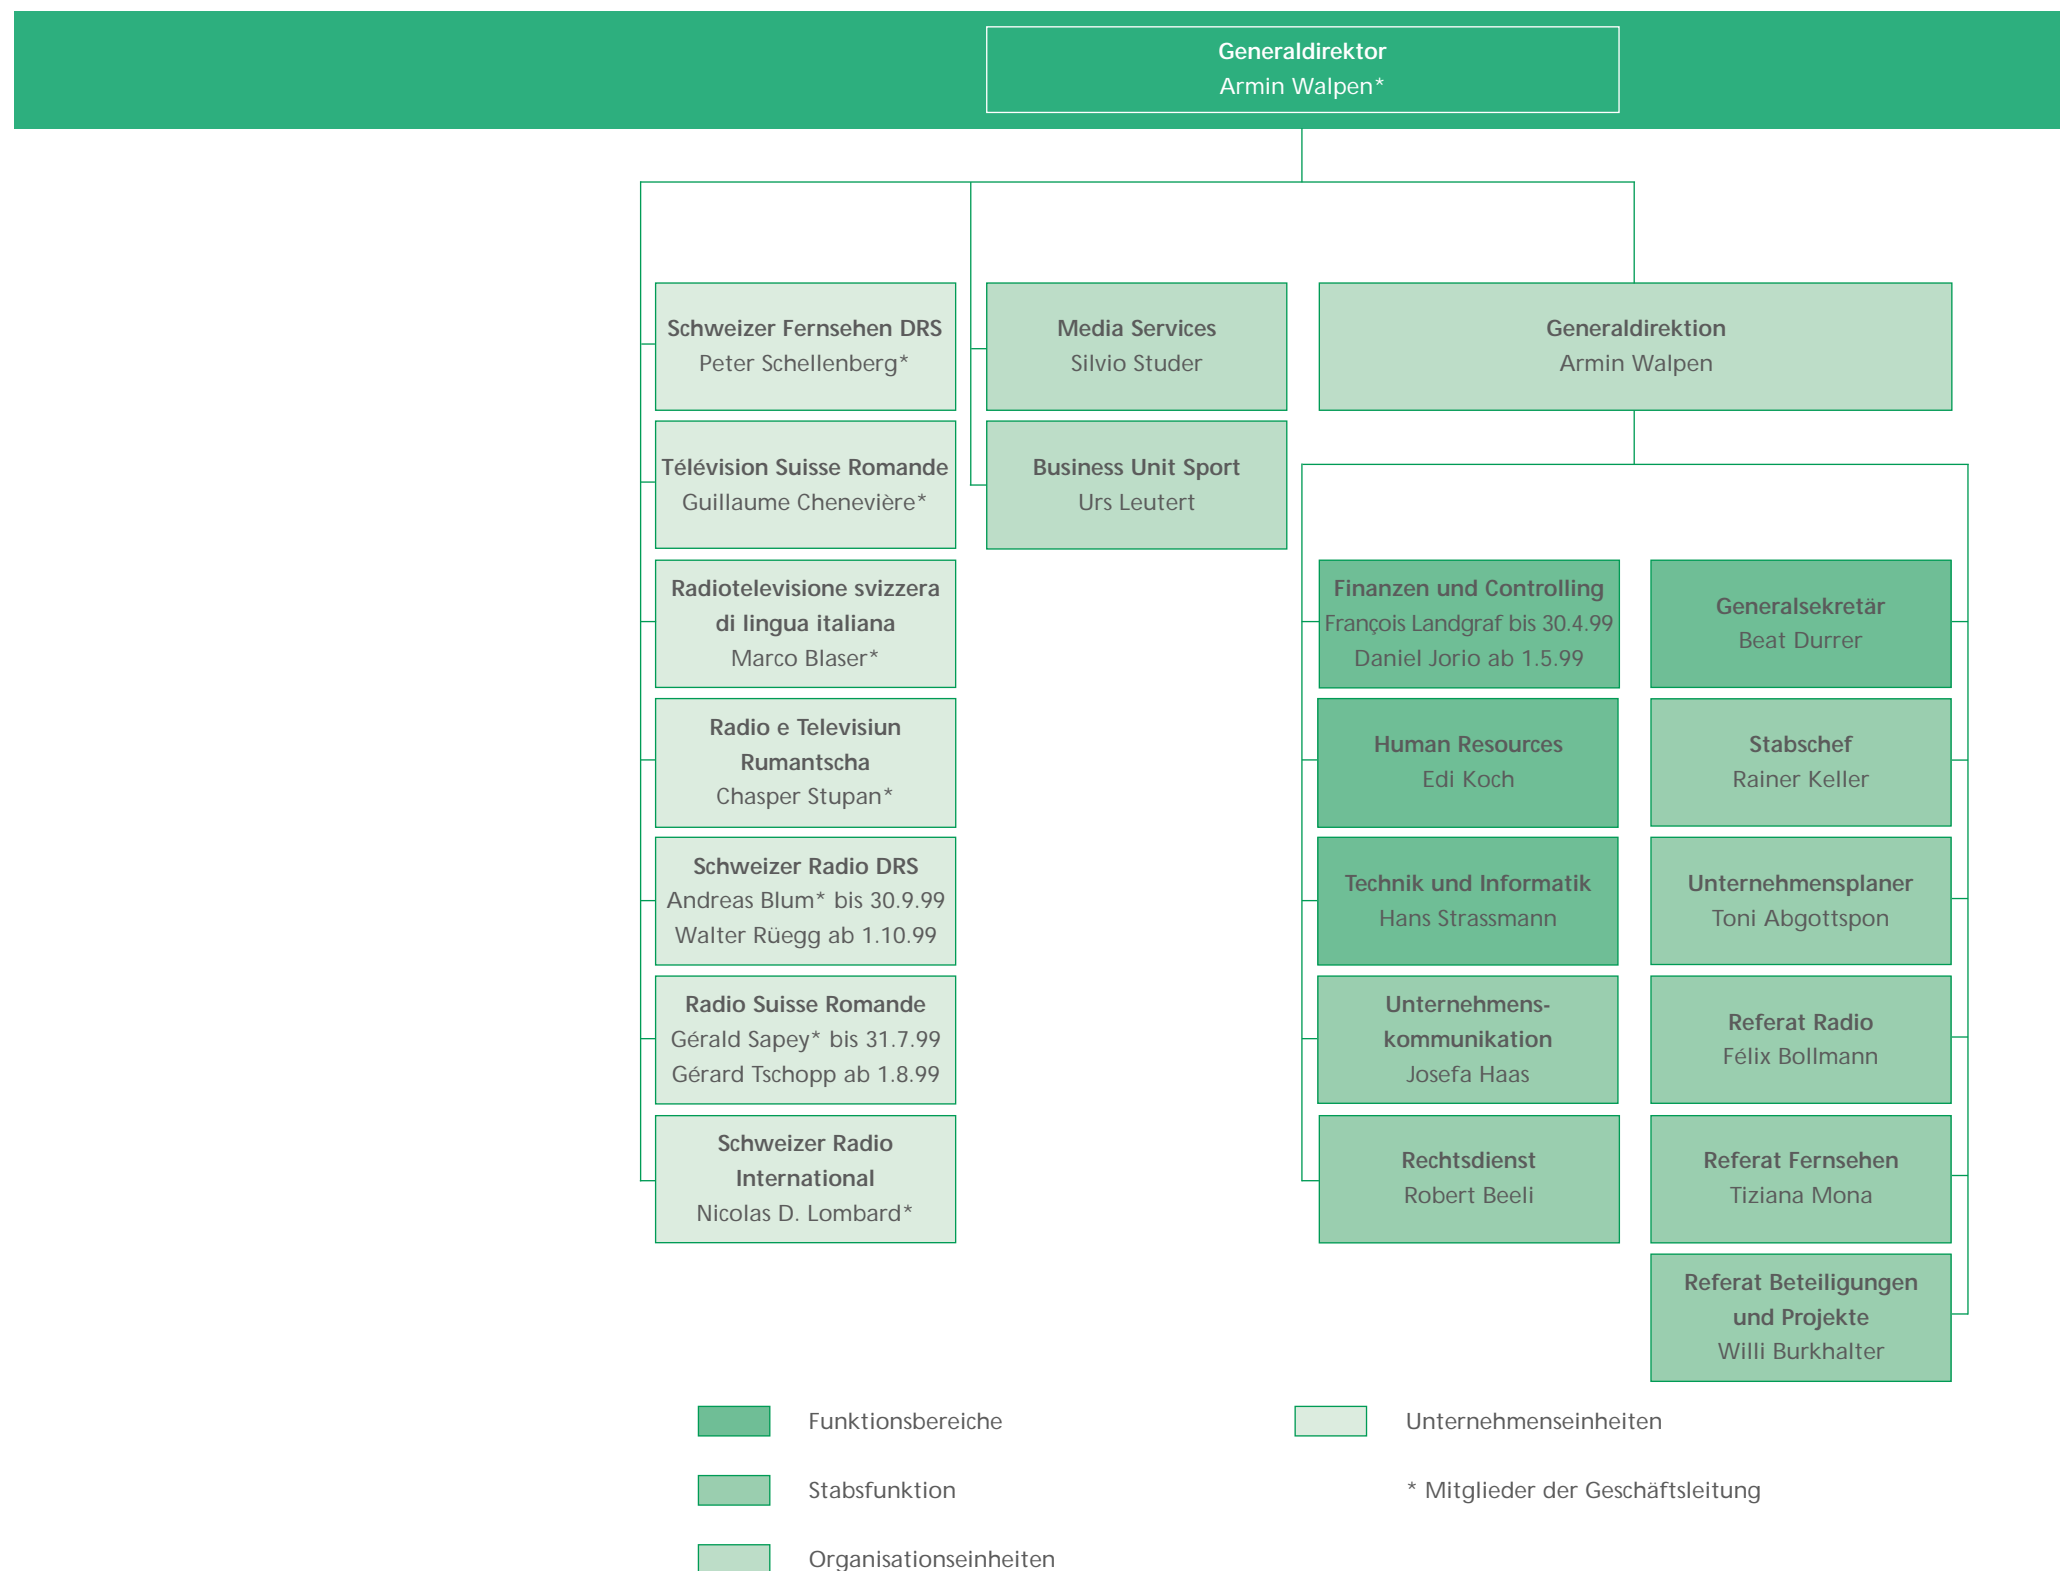 Generaldirektor
Armin Walpen*
Schweizer Fernsehen DRS
Peter Schellenberg*
Télévision Suisse Romande
Guillaume Chenevière*
Radiotelevisione svizzera
di lingua italiana
Marco Blaser*
Radio e Televisiun
Rumantscha
Chasper Stupan*
Schweizer Radio DRS
Andreas Blum* bis 30.9.99
Walter Rüegg ab 1.10.99
Radio Suisse Romande
Gérald Sapey* bis 31.7.99
Gérard Tschopp ab 1.8.99
Schweizer Radio
International
Nicolas D. Lombard*
Media Services
Silvio Studer
Business Unit Sport
Urs Leutert
Generaldirektion
Armin Walpen
Finanzen und Controlling
François Landgraf bis 30.4.99
Daniel Jorio ab 1.5.99
Human Resources
Edi Koch
Technik und Informatik
Hans Strassmann
Unternehmens-
kommunikation
Josefa Haas
Rechtsdienst
Robert Beeli
Generalsekretär
Beat Durrer
Stabschef
Rainer Keller
Unternehmensplaner
Toni Abgottspon
Referat Radio
Félix Bollmann
Referat Fernsehen
Tiziana Mona
Referat Beteiligungen
und Projekte
Willi Burkhalter
Funktionsbereiche
Stabsfunktion
Organisationseinheiten
Unternehmenseinheiten
* Mitglieder der Geschäftsleitung